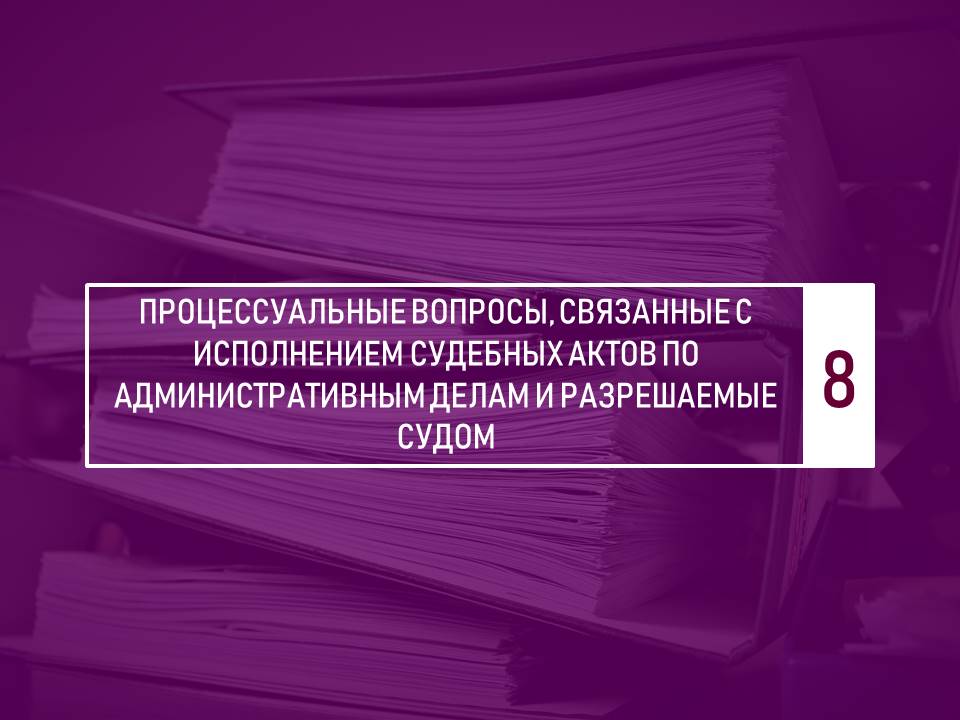 ПРОЦЕССУАЛЬНЫЕ ВОПРОСЫ, СВЯЗАННЫЕ С
ИСПОЛНЕНИЕМ СУДЕБНЫХ АКТОВ ПО
АДМИНИСТРАТИВНЫМ ДЕЛАМ И РАЗРЕШАЕМЫЕ
СУДОМ
8